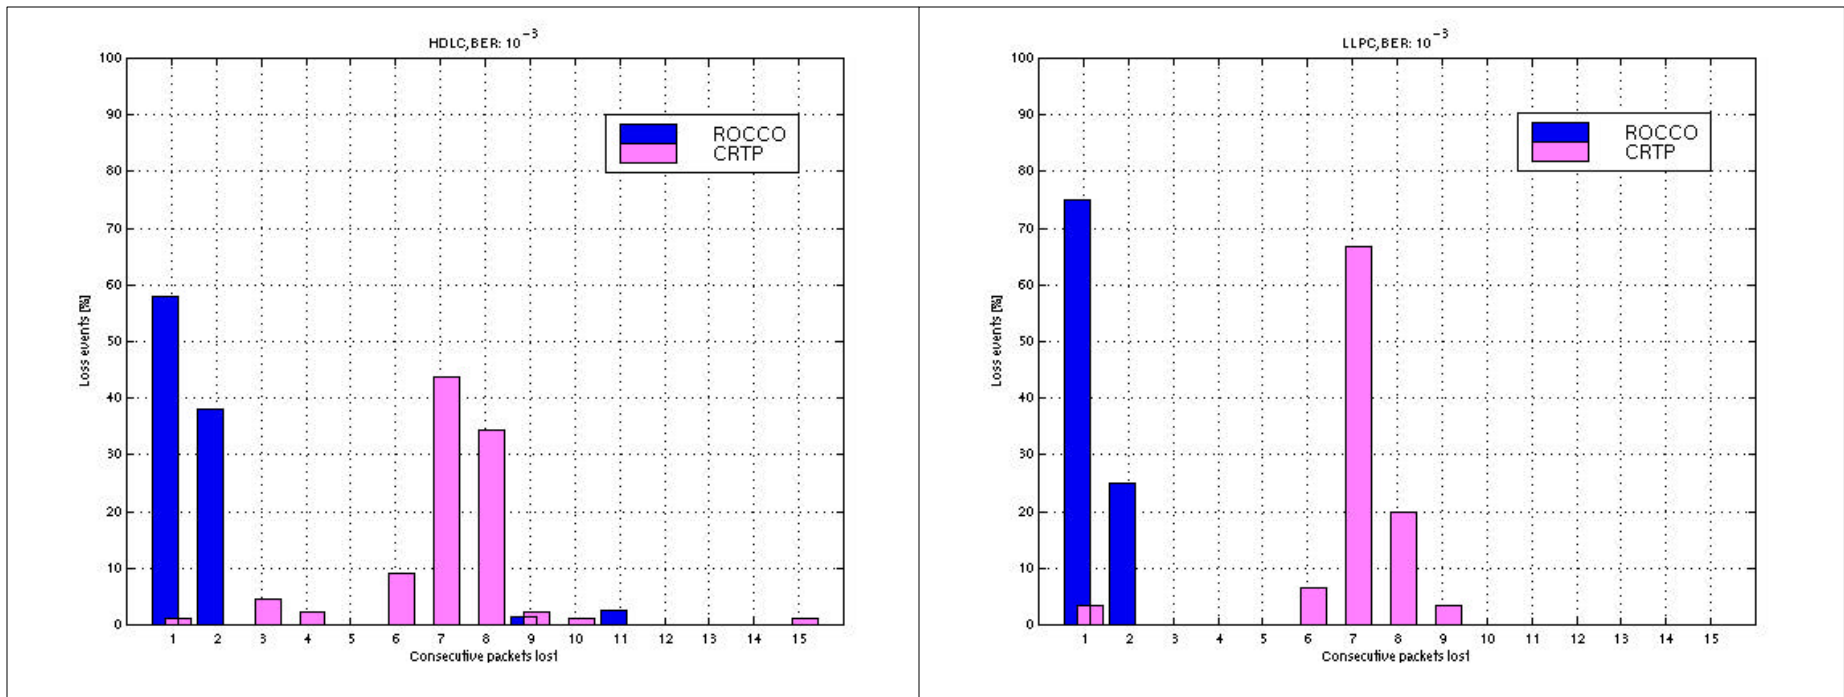 HDLC,BER: 10⁻³
100
90
80
70
60
50
40
30
20
10
0
Loss events [%]
ROCCO
CRTP
1 2 3 4 5 6 7 8 9 10 11 12 13 14 15
Consecutive packets lost
LLPC,BER: 10⁻³
100
90
80
70
60
50
40
30
20
10
0
Loss events [%]
ROCCO
CRTP
1 2 3 4 5 6 7 8 9 10 11 12 13 14 15
Consecutive packets lost